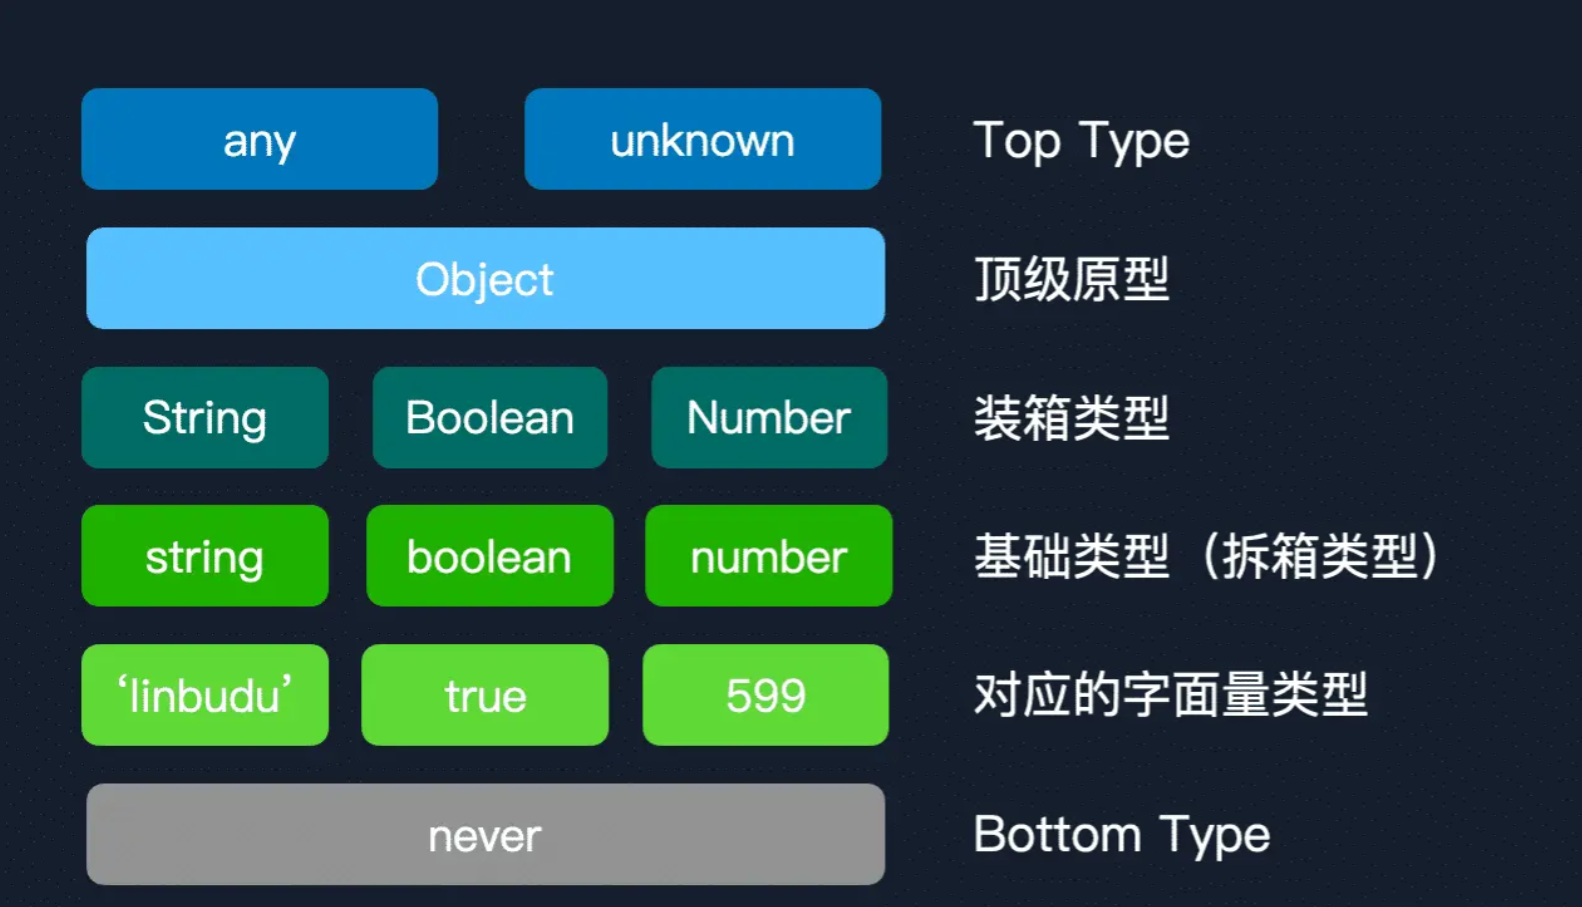 any unknown Top Type
Object 顶级原型
String Boolean Number 装箱类型
string boolean number 基础类型（拆箱类型）
‘linbudu’ true 599 对应的字面量类型
never Bottom Type